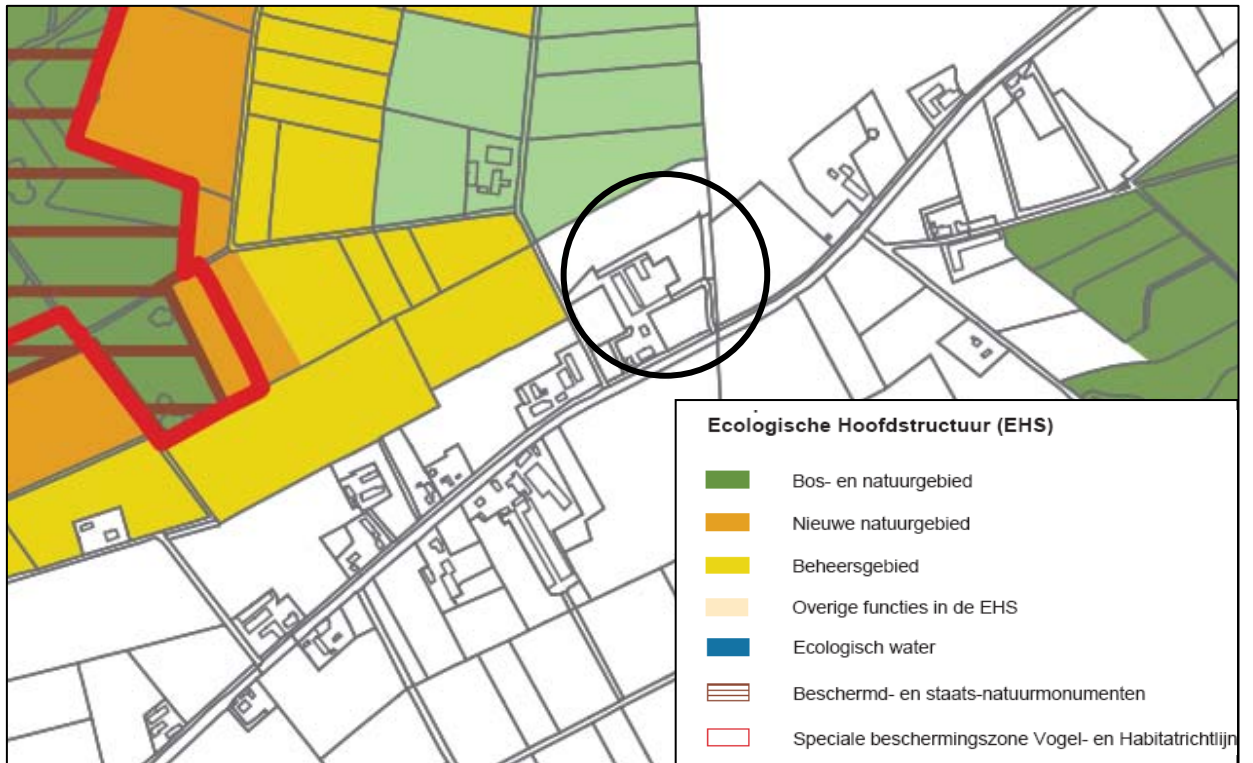 Ecologische Hoofdstructuur (EHS)
Bos- en natuurgebied
Nieuwe natuurgebied
Beheersgebied
Overige functies in de EHS
Ecologisch water
Beschermd- en staats-natuurmonumenten
Speciale beschermingszone Vogel- en Habitatrichtlijn